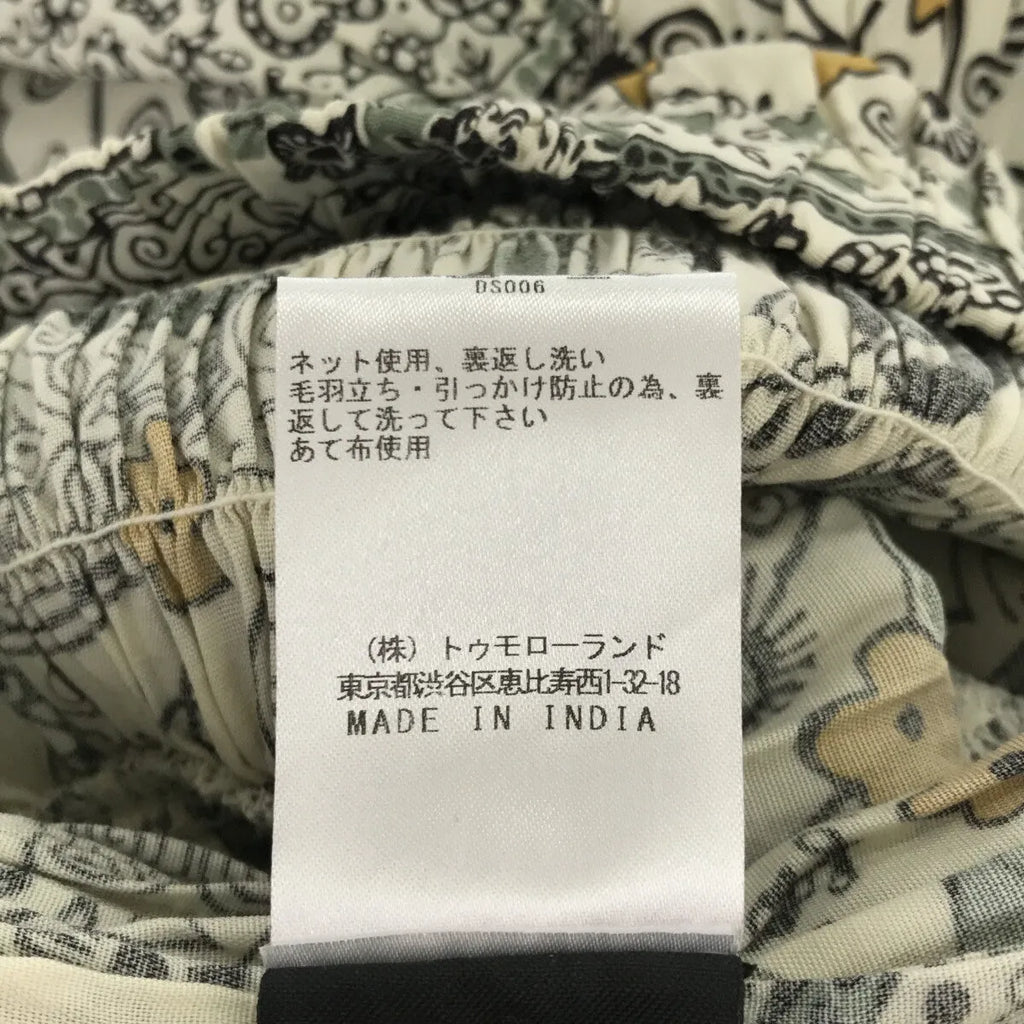 DS006
ネット使用、裏返し洗い
毛羽立ち・引っかけ防止の為、裏
返して洗って下さい
あて布使用
(株) トゥモローランド
東京都渋谷区恵比寿西1-32-18
MADE IN INDIA